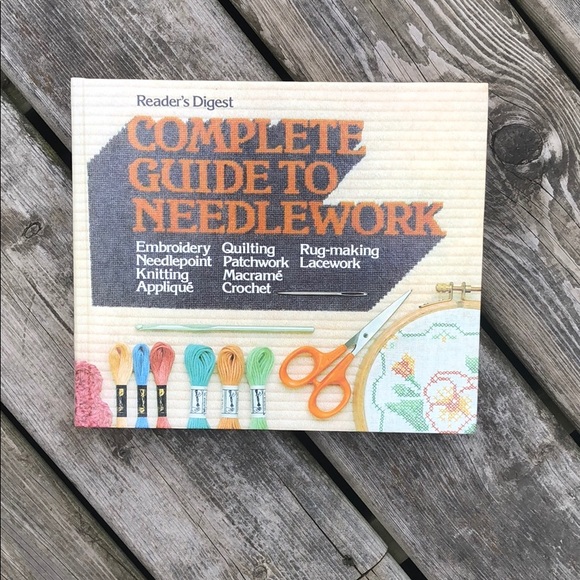 Reader's Digest
COMPLETE
GUIDE TO
NEEDLEWORK
Embroidery Quilting Rug-making
Needlepoint Patchwork Lacework
Knitting Macramé
Appliqué Crochet